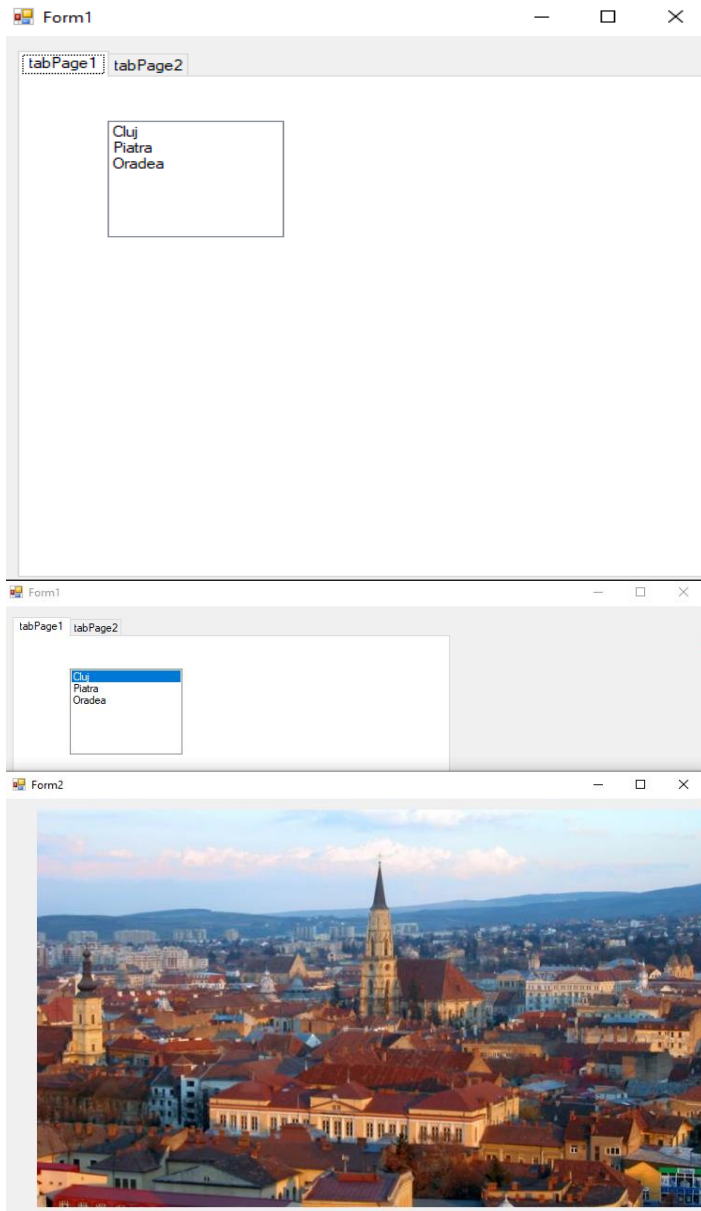 Form1
tabPage1 tabPage2
Cluj
Piatra
Oradea
Form1
tabPage1 tabPage2
Cluj
Piatra
Oradea
Form2